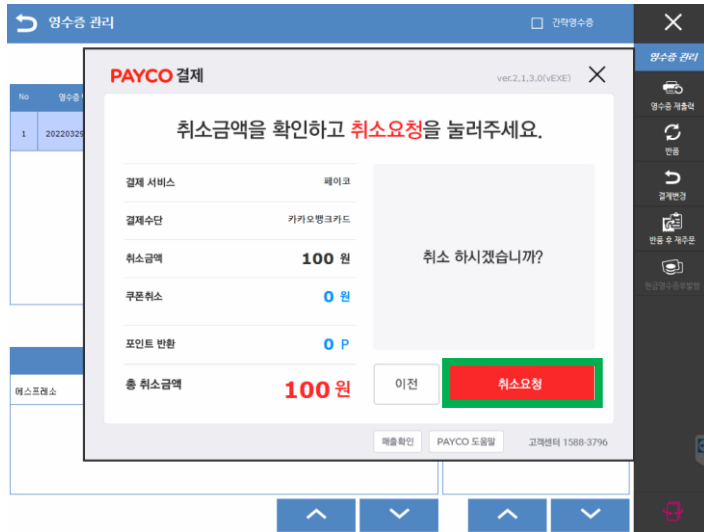 영수증 관리
간략영수증
영수증 관리
No
영수증
1
20220329
영수증 재출력
반품
결제변경
반품 후 재주문
현금영수증후발행
PAYCO 결제
ver.2,1,3.0(vEXE)
취소금액을 확인하고 취소요청을 눌러주세요.
결제 서비스
페이코
결제수단
카카오뱅크카드
취소금액
100 원
쿠폰취소
0 원
포인트 반환
0 P
총 취소금액
100 원
취소 하시겠습니까?
이전
취소요청
매출확인
PAYCO 도움말
고객센터 1588-3796
에스프레소